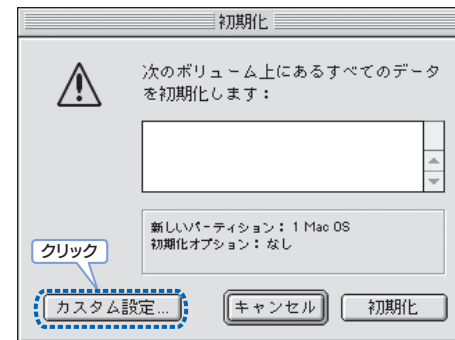 初期化
次のボリューム上にあるすべてのデータ
を初期化します：
新しいパーティション： 1 Mac OS
初期化オプション： なし
クリック
カスタム設定...
キャンセル
初期化